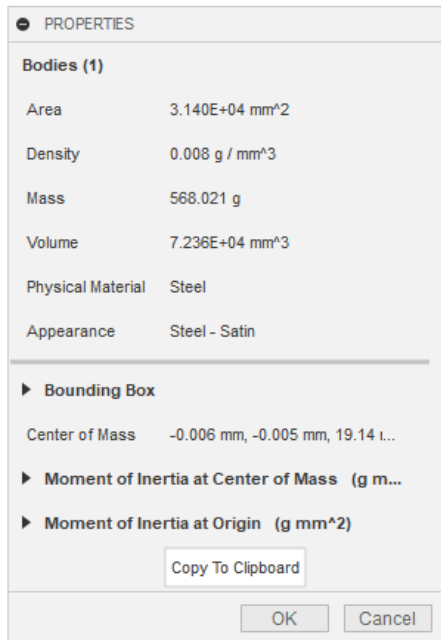 PROPERTIES
Bodies (1)
Area 3.140E+04 mm^2
Density 0.008 g / mm^3
Mass 568.021 g
Volume 7.236E+04 mm^3
Physical Material Steel
Appearance Steel - Satin
Bounding Box
Center of Mass -0.006 mm, -0.005 mm, 19.14 ı...
Moment of Inertia at Center of Mass (g m...
Moment of Inertia at Origin (g mm^2)
Copy To Clipboard
OK Cancel